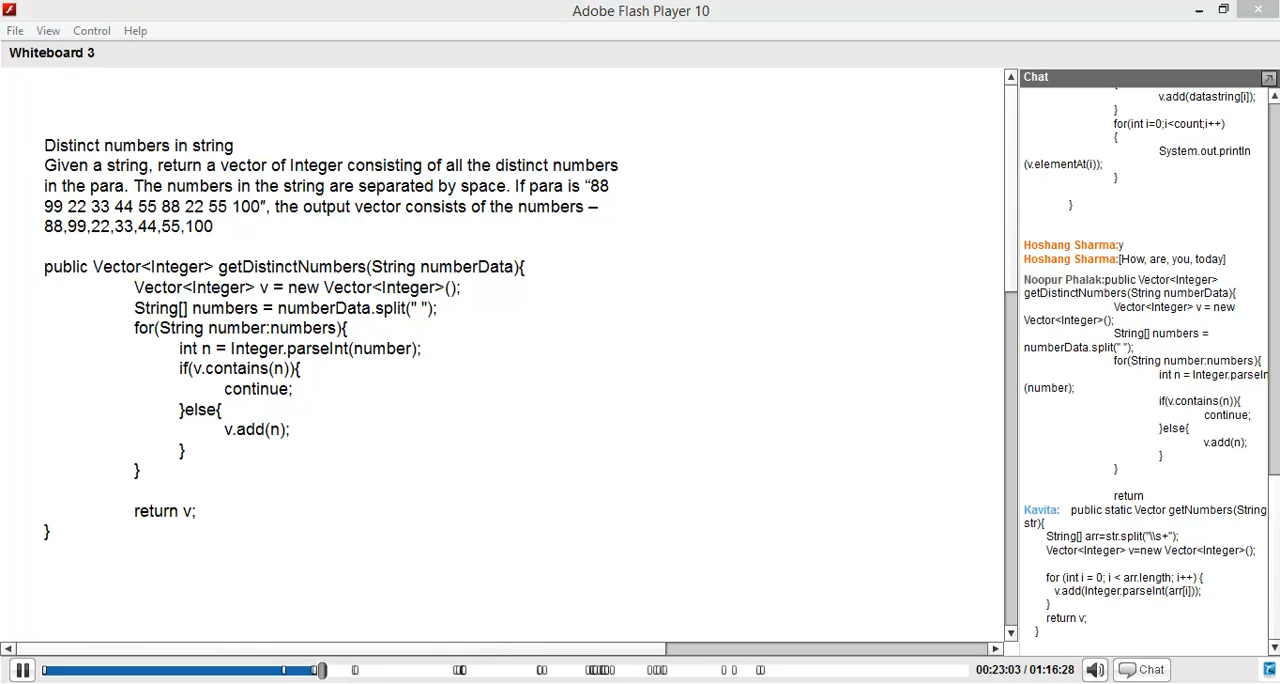 Adobe Flash Player 10
File View Control Help
Whiteboard 3
Distinct numbers in string
Given a string, return a vector of Integer consisting of all the distinct numbers
in the para. The numbers in the string are separated by space. If para is “88
99 22 33 44 55 88 22 55 100″, the output vector consists of the numbers –
88,99,22,33,44,55,100
public Vector<Integer> getDistinctNumbers(String numberData){
Vector<Integer> v = new Vector<Integer>();
String[] numbers = numberData.split(" ");
for(String number:numbers){
int n = Integer.parseInt(number);
if(v.contains(n)){
continue;
}else{
v.add(n);
}
}
return v;
}
Chat
v.add(datastring[i]);
}
for(int i=0;i<count;i++)
{
System.out.println
(v.elementAt(i));
}
}
Hoshang Sharma:y
Hoshang Sharma:[How, are, you, today]
Noopur Phalak:public Vector<Integer>
getDistinctNumbers(String numberData){
Vector<Integer> v = new
Vector<Integer>();
String[] numbers =
numberData.split(" ");
for(String number:numbers){
int n = Integer.parseIn
(number);
if(v.contains(n)){
continue;
}else{
v.add(n);
}
}
return
Kavita: public static Vector getNumbers(String
str){
String[] arr=str.split("\\s+");
Vector<Integer> v=new Vector<Integer>();
for (int i = 0; i < arr.length; i++) {
v.add(Integer.parseInt(arr[i]));
}
return v;
}
00:23:03 / 01:16:28
Chat